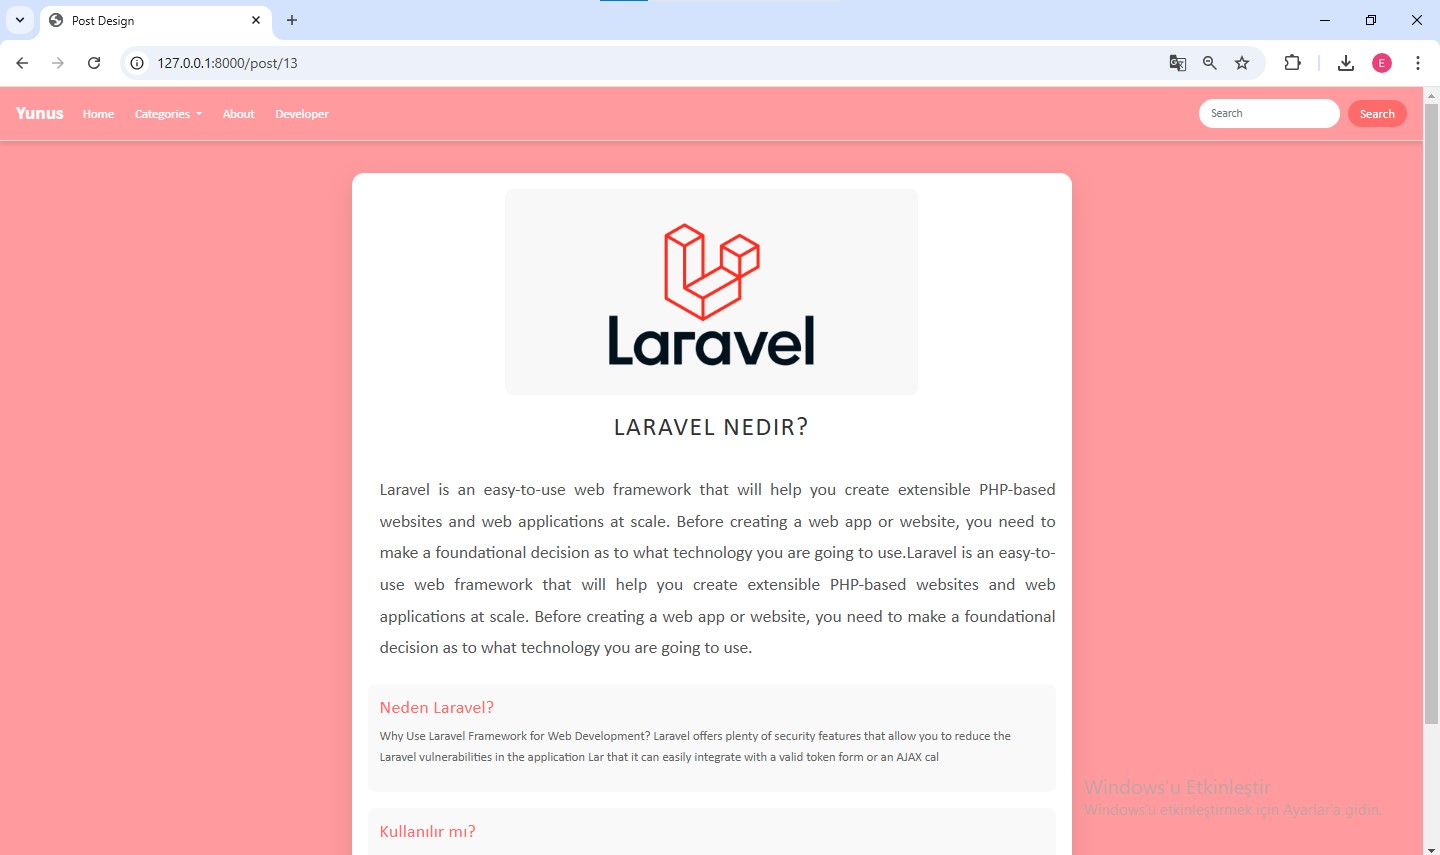 Post Design
127.0.0.1:8000/post/13
E
Yunus Home Categories About Developer Search Search
Laravel
LARAVEL NEDIR?
Laravel is an easy-to-use web framework that will help you create extensible PHP-based
websites and web applications at scale. Before creating a web app or website, you need to
make a foundational decision as to what technology you are going to use.Laravel is an easy-to-
use web framework that will help you create extensible PHP-based websites and web
applications at scale. Before creating a web app or website, you need to make a foundational
decision as to what technology you are going to use.
Neden Laravel?
Why Use Laravel Framework for Web Development? Laravel offers plenty of security features that allow you to reduce the
Laravel vulnerabilities in the application Lar that it can easily integrate with a valid token form or an AJAX cal
Kullanılır mı?
Windows'u Etkinleştir
Windows'u etkinleştirmek için Ayarlar'a gidin.